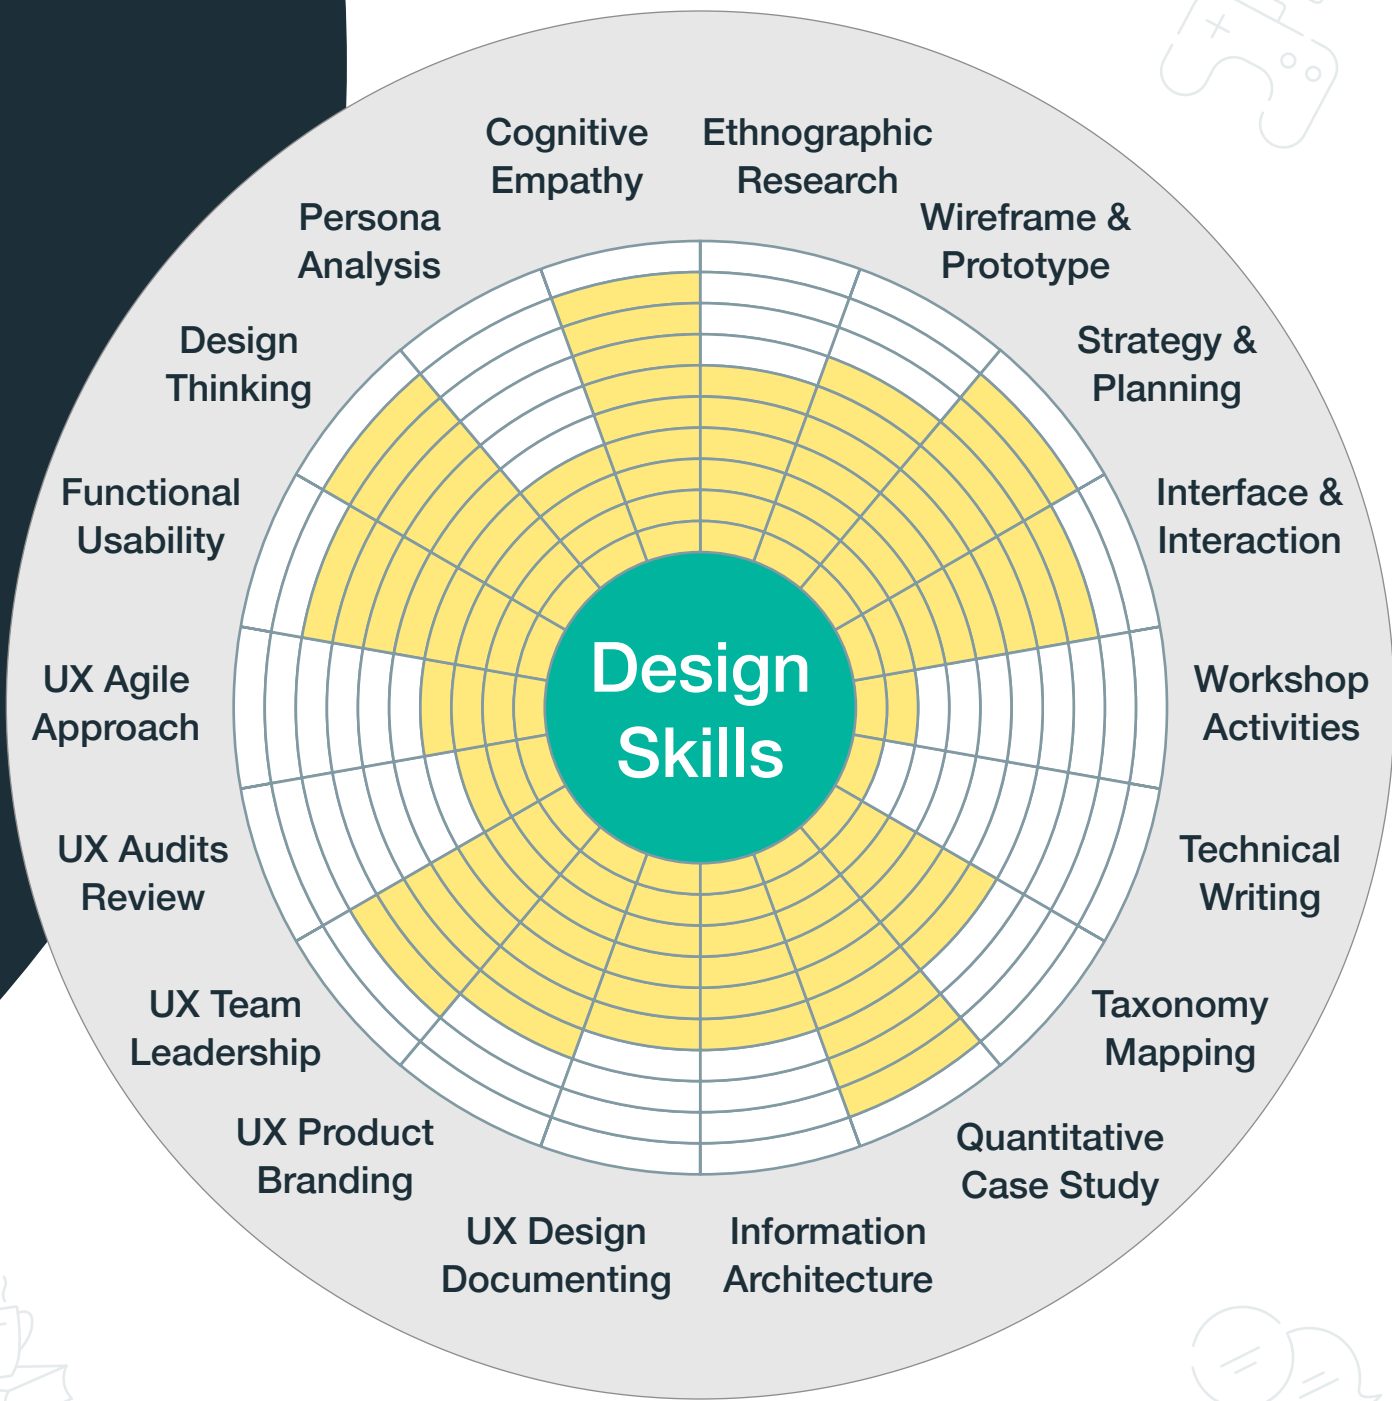 Cognitive
Empathy
Ethnographic
Research
Wireframe &
Prototype
Strategy &
Planning
Interface &
Interaction
Workshop
Activities
Technical
Writing
Taxonomy
Mapping
Quantitative
Case Study
Information
Architecture
UX Design
Documenting
UX Product
Branding
UX Team
Leadership
UX Audits
Review
UX Agile
Approach
Functional
Usability
Design
Thinking
Persona
Analysis
Design
Skills